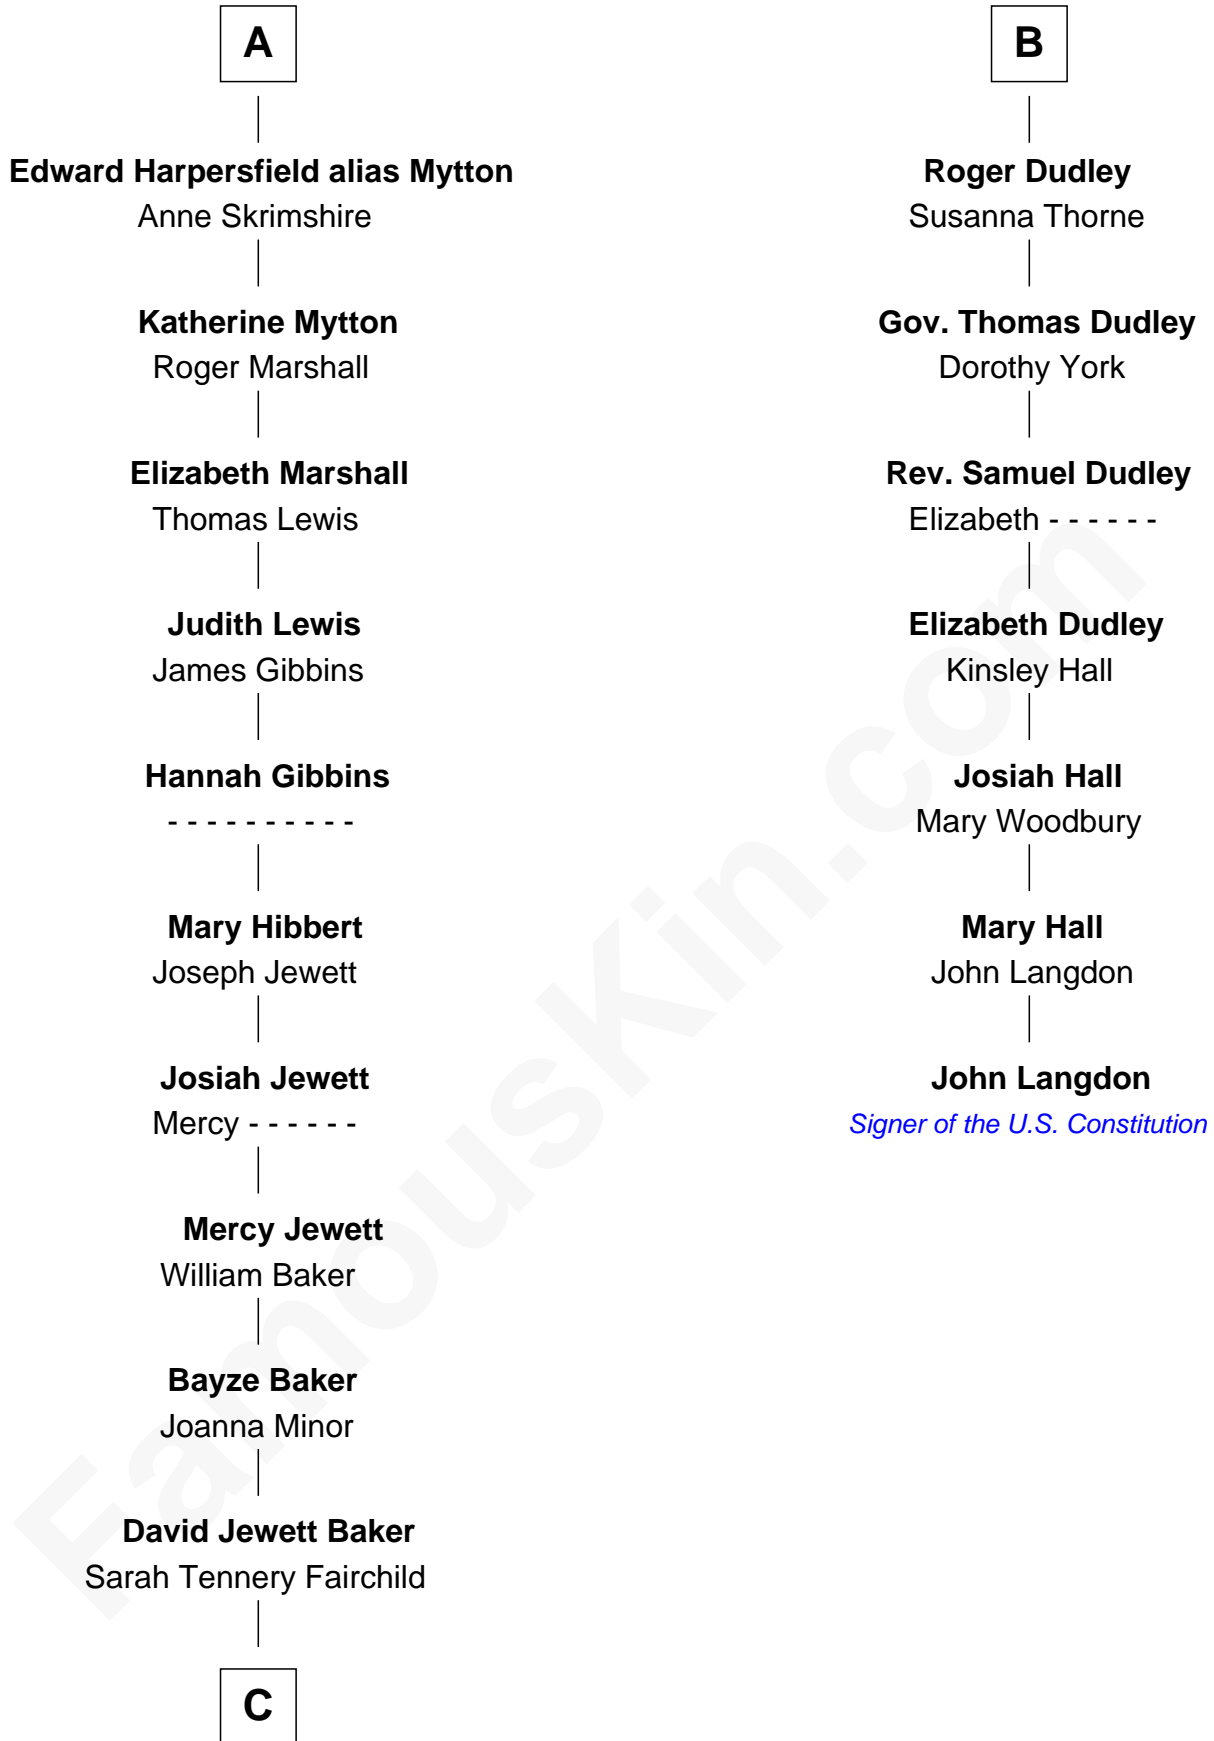 A
Edward Harpersfield alias Mytton
Anne Skrimshire
Katherine Mytton
Roger Marshall
Elizabeth Marshall
Thomas Lewis
Judith Lewis
James Gibbins
Hannah Gibbins
- - - - - - - - - -
Mary Hibbert
Joseph Jewett
Josiah Jewett
Mercy - - - - - -
Mercy Jewett
William Baker
Bayze Baker
Joanna Minor
David Jewett Baker
Sarah Tennery Fairchild
C
B
Roger Dudley
Susanna Thorne
Gov. Thomas Dudley
Dorothy York
Rev. Samuel Dudley
Elizabeth - - - - - -
Elizabeth Dudley
Kinsley Hall
Josiah Hall
Mary Woodbury
Mary Hall
John Langdon
John Langdon
Signer of the U.S. Constitution
FamousKin.com